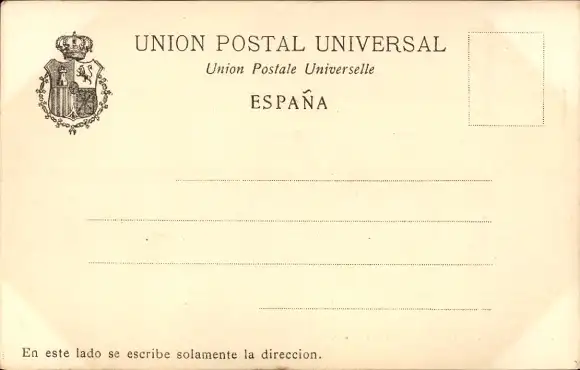 UNION POSTAL UNIVERSAL
Union Postale Universelle
ESPAÑA
En este lado se escribe solamente la direccion.